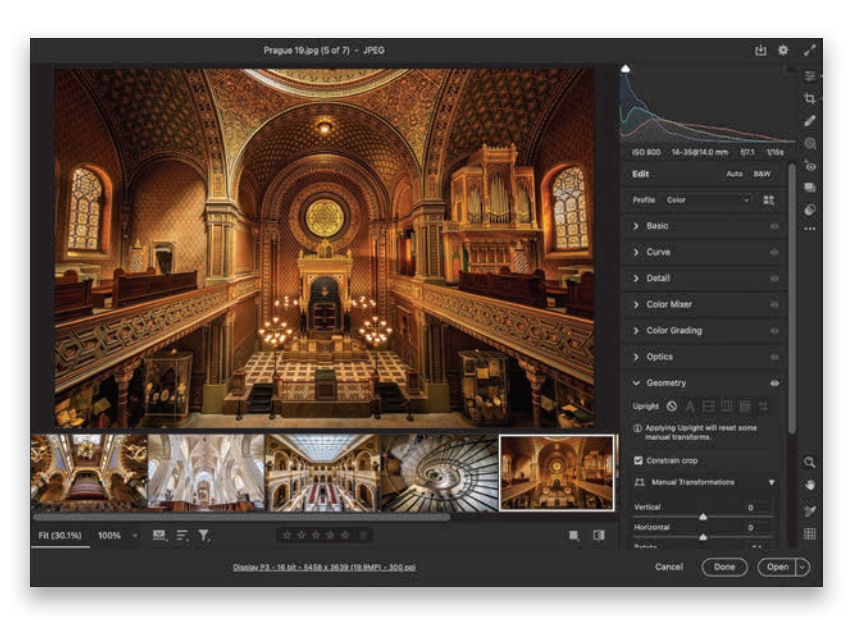 Prague 19.jpg (5 of 7) - JPEG
ISO 800 14-35@14.0 mm f/7.1 1/15s
Edit Auto B&W
Profile Color
Basic
Curve
Detail
Color Mixer
Color Grading
Optics
Geometry
Upright A
Applying Upright will reset some
manual transforms.
Constrain crop
Manual Transformations
Vertical 0
Horizontal 0
Rotate
Fit (30.1%) 100%
Display P3 - 16 bit - 5458 x 3639 (19.9MP) - 300 ppi
Cancel Done Open